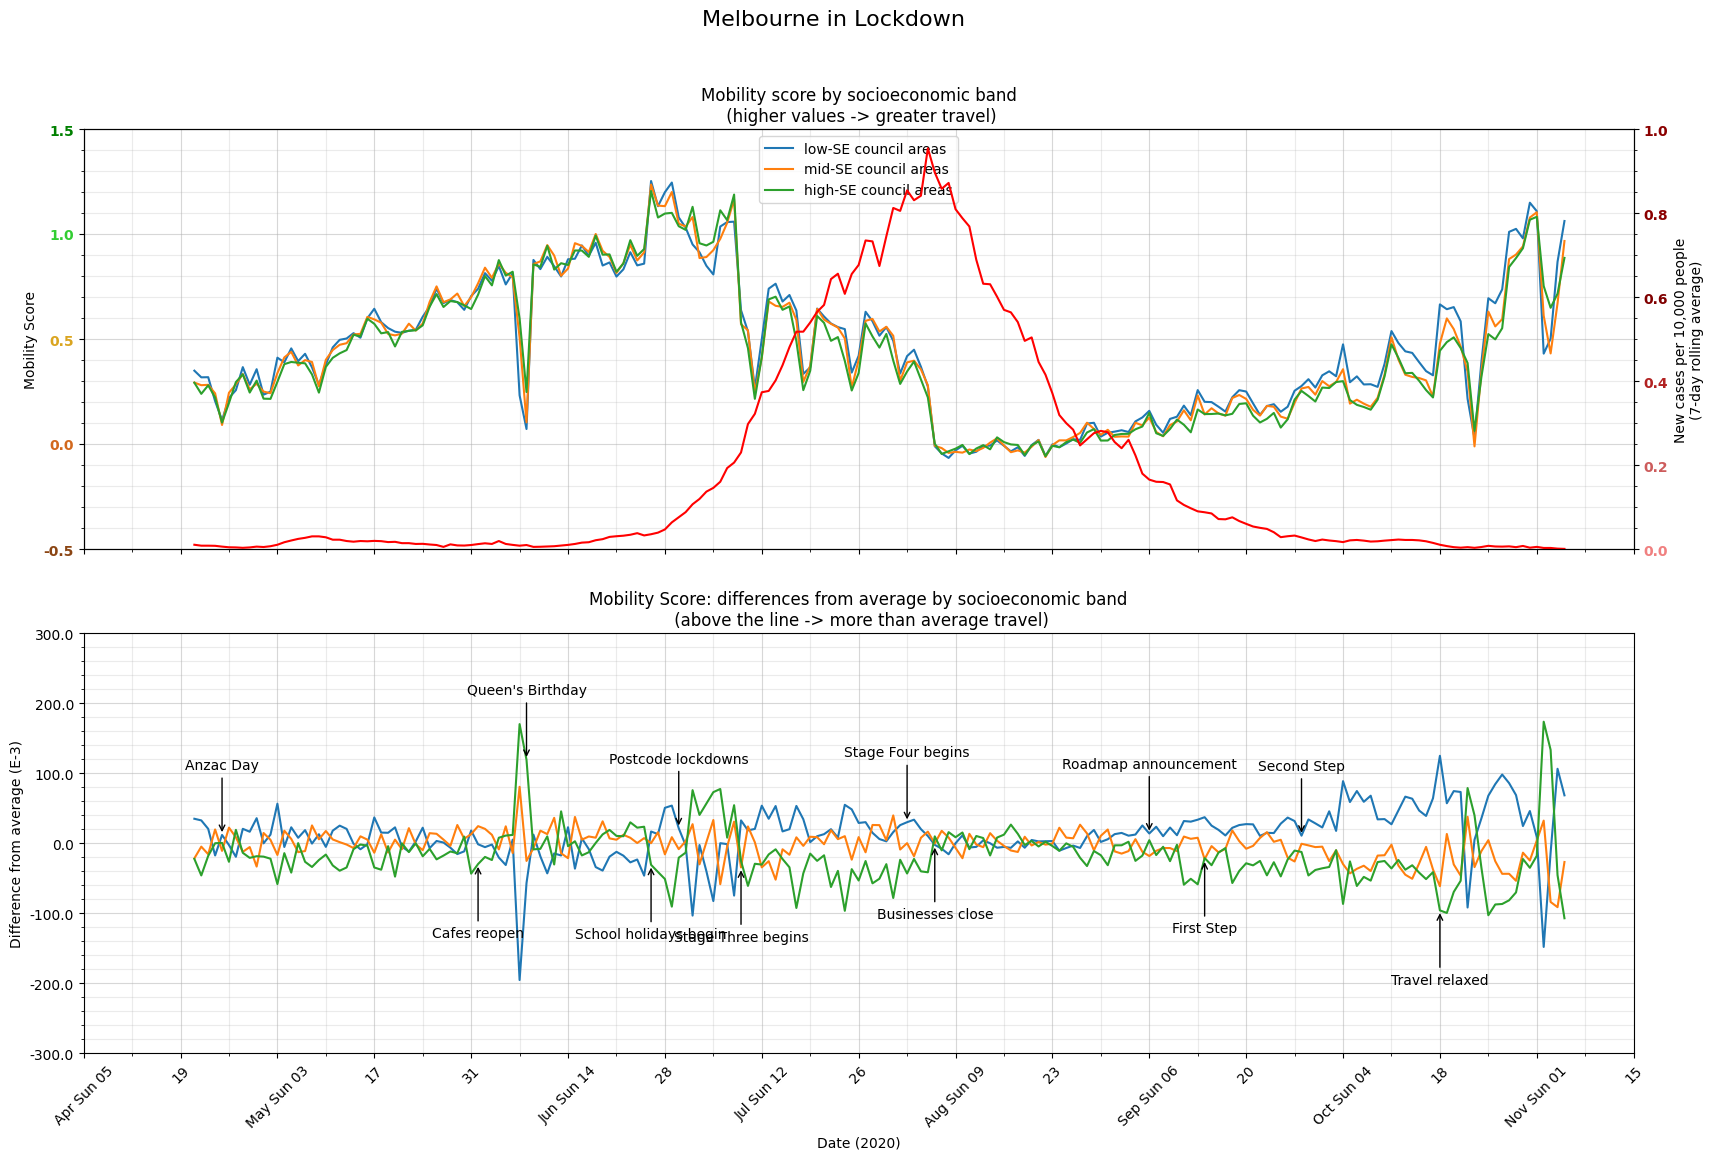 Melbourne in Lockdown
Mobility score by socioeconomic band
(higher values -> greater travel)
1.5
1.0
0.5
0.0
-0.5
Mobility Score
low-SE council areas
mid-SE council areas
high-SE council areas
1.0
0.8
0.6
0.4
0.2
0.0
New cases per 10,000 people
(7-day rolling average)
Mobility Score: differences from average by socioeconomic band
(above the line -> more than average travel)
300.0
200.0
100.0
0.0
-100.0
-200.0
-300.0
Difference from average (E-3)
Queen's Birthday
Anzac Day
Postcode lockdowns
Stage Four begins
Roadmap announcement
Second Step
Cafes reopen
School holidays begin
Stage Three begins
Businesses close
First Step
Travel relaxed
Apr Sun 05
19
May Sun 03
17
31
Jun Sun 14
28
Jul Sun 12
26
Aug Sun 09
23
Sep Sun 06
20
Oct Sun 04
18
Nov Sun 01
15
Date (2020)